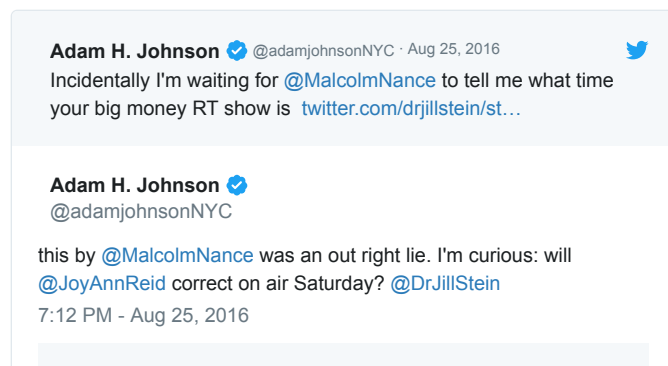 Adam H. Johnson @adamjohnsonNYC · Aug 25, 2016
Incidentally I'm waiting for @MalcolmNance to tell me what time
your big money RT show is twitter.com/drjillstein/st…
Adam H. Johnson
@adamjohnsonNYC
this by @MalcolmNance was an out right lie. I'm curious: will
@JoyAnnReid correct on air Saturday? @DrJillStein
7:12 PM - Aug 25, 2016